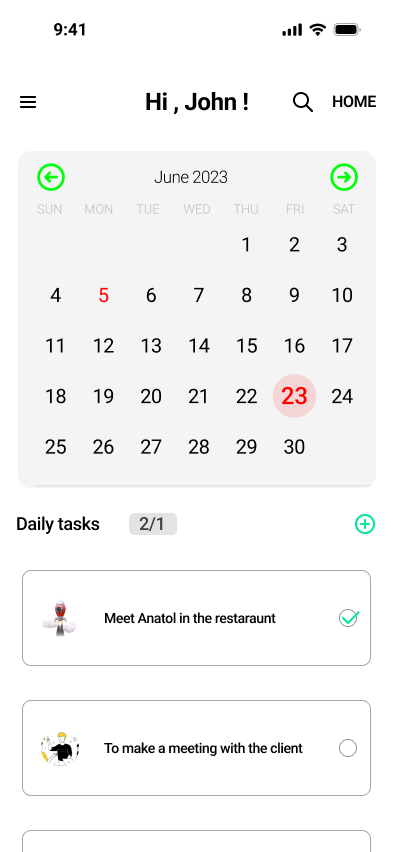 9:41
Hi , John !
HOME
June 2023
SUN MON TUE WED THU FRI SAT
1 2 3
4 5 6 7 8 9 10
11 12 13 14 15 16 17
18 19 20 21 22 23 24
25 26 27 28 29 30
Daily tasks 2/1
Meet Anatol in the restaraunt
To make a meeting with the client